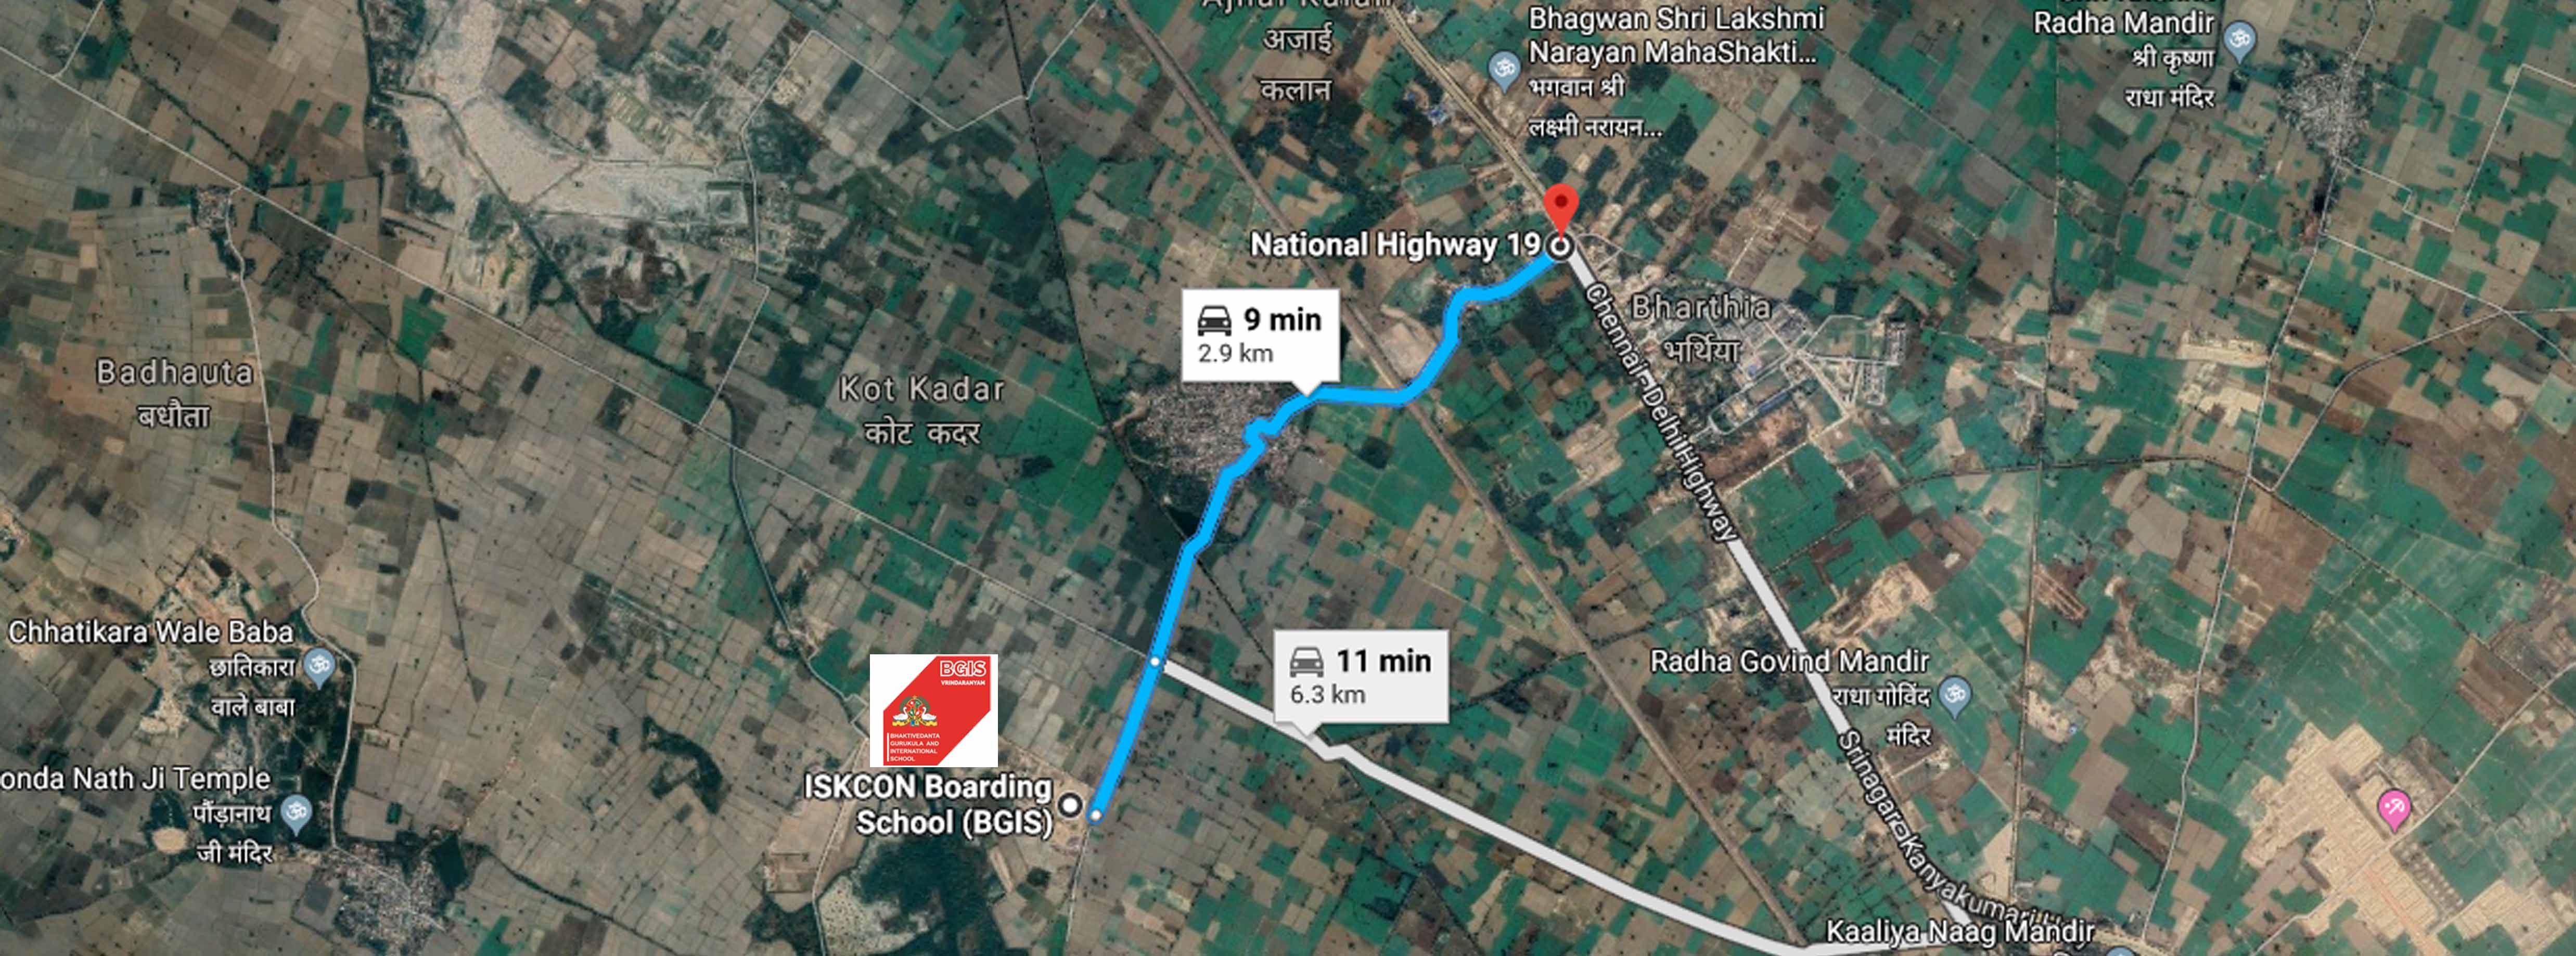 अजाई
कलान
Bhagwan Shri Lakshmi
Narayan MahaShakti...
भगवान श्री
लक्ष्मी नरायन...
Radha Mandir
श्री कृष्णा
राधा मंदिर
National Highway 19
9 min
2.9 km
Chennai-Delhi Highway
Bharthia
भर्थिया
Badhauta
बधौता
Kot Kadar
कोट कदर
Chhatikara Wale Baba
छातिकारा
वाले बाबा
BGIS
VRINDARANYAM
BHAKTIVEDANTA
GURUKULA AND
INTERNATIONAL
SCHOOL
11 min
6.3 km
Radha Govind Mandir
राधा गोविंद
मंदिर
Srinagar
Kanyakumari
onda Nath Ji Temple
पौंड़ानाथ
जी मंदिर
ISKCON Boarding
School (BGIS)
Kaaliya Naag Mandir